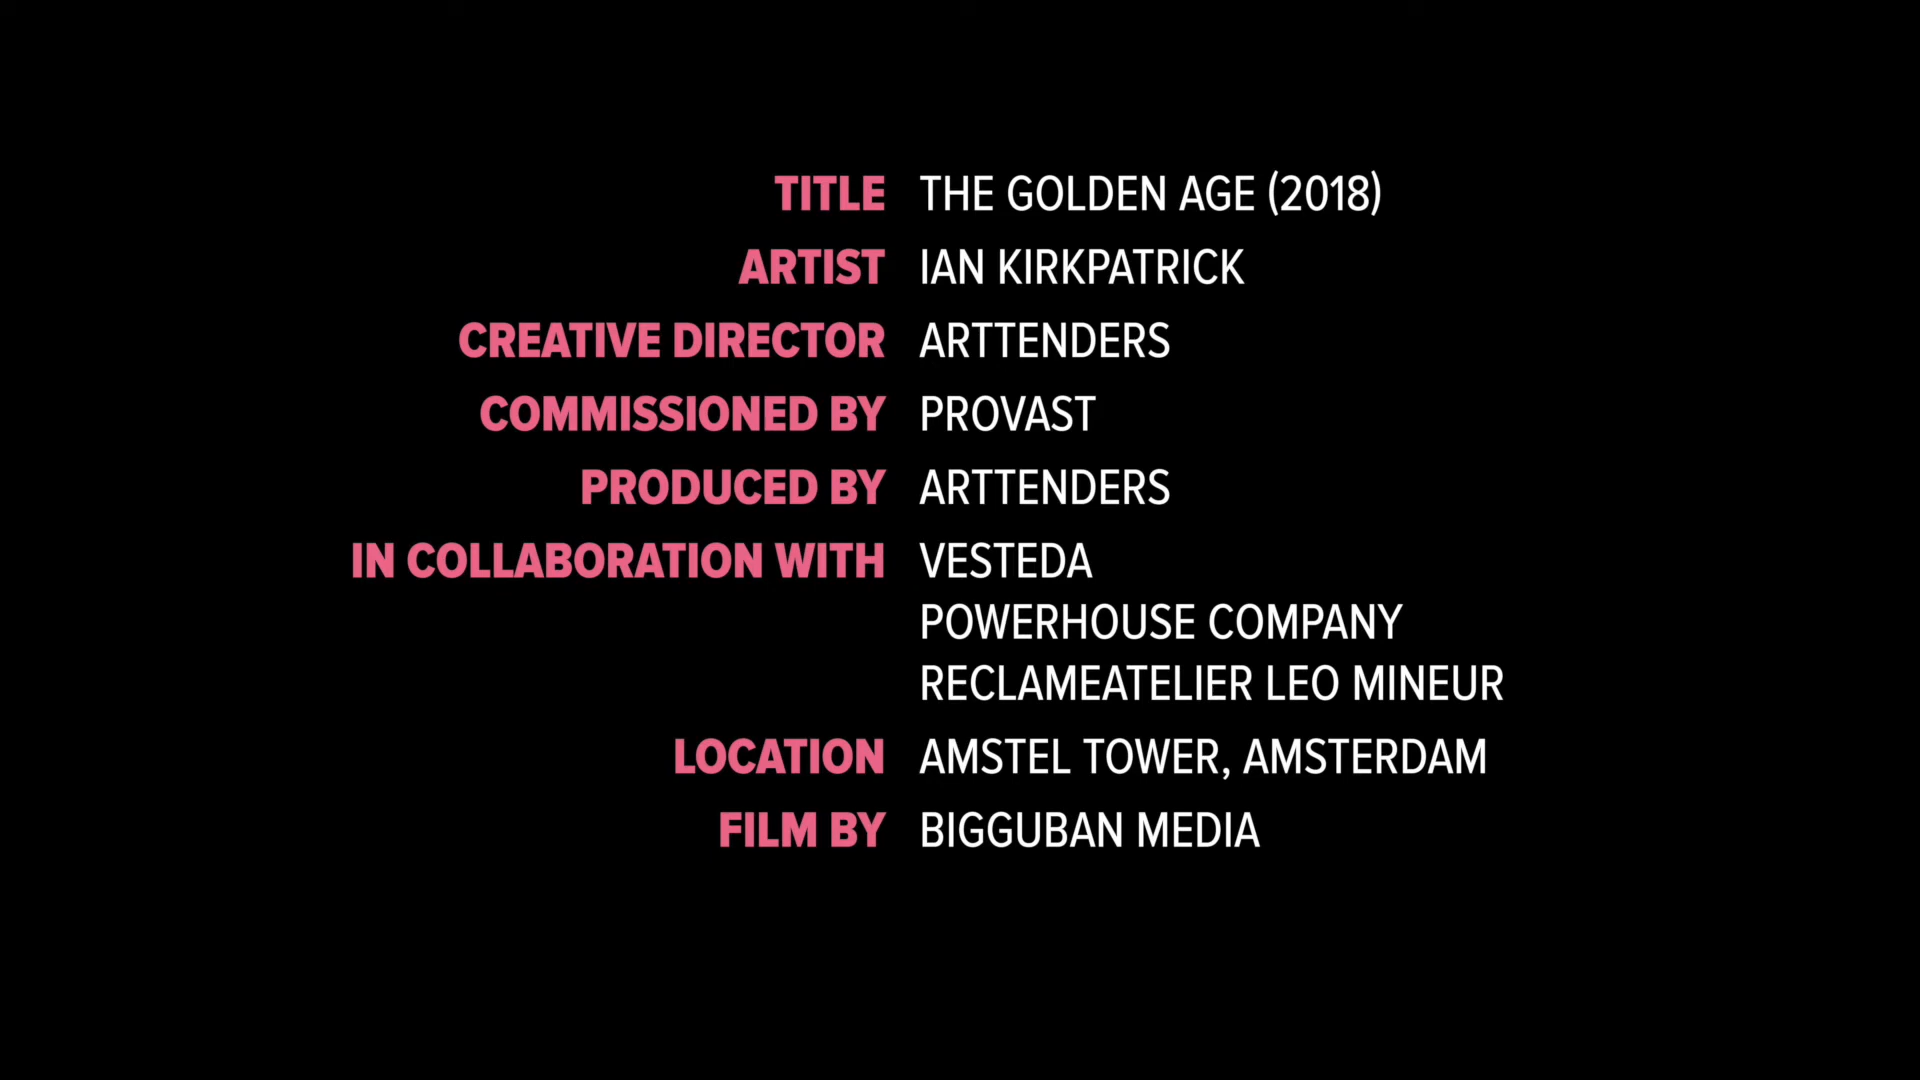 TITLE THE GOLDEN AGE (2018)
ARTIST IAN KIRKPATRICK
CREATIVE DIRECTOR ARTTENDERS
COMMISSIONED BY PROVAST
PRODUCED BY ARTTENDERS
IN COLLABORATION WITH VESTEDA
POWERHOUSE COMPANY
RECLAMEATELIER LEO MINEUR
LOCATION AMSTEL TOWER, AMSTERDAM
FILM BY BIGGUBAN MEDIA